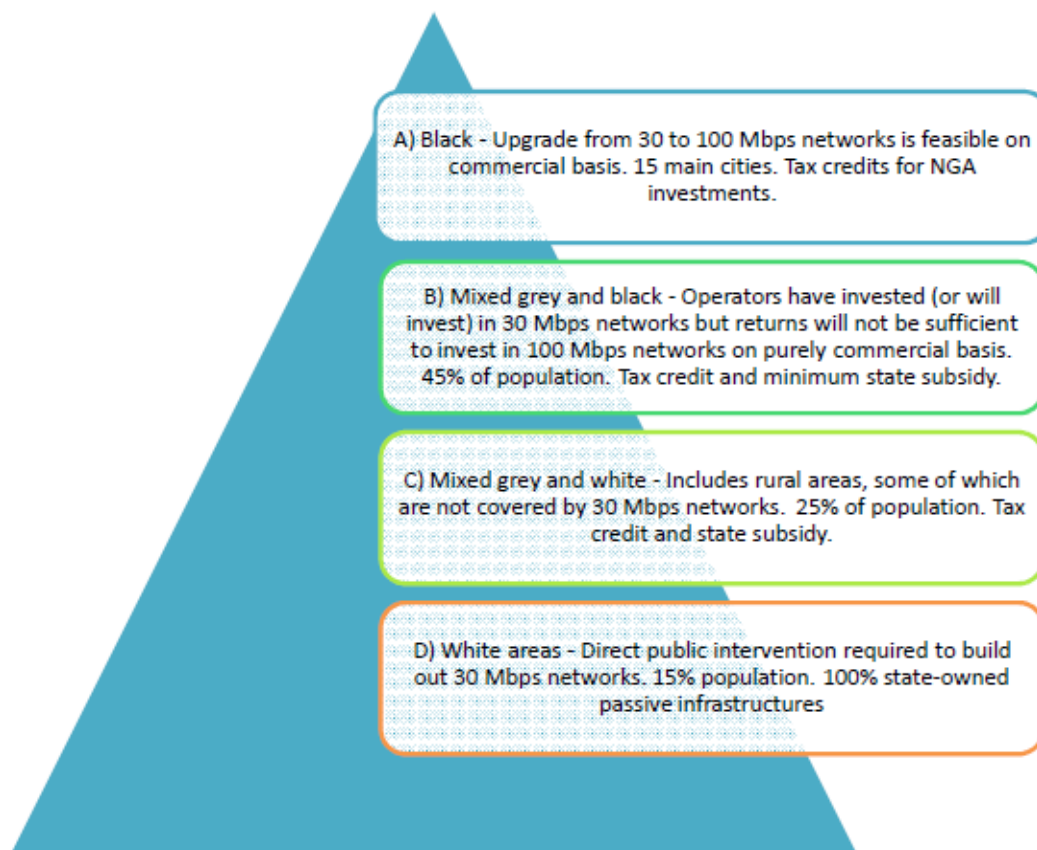 A) Black - Upgrade from 30 to 100 Mbps networks is feasible on
commercial basis. 15 main cities. Tax credits for NGA
investments.
B) Mixed grey and black - Operators have invested (or will
invest) in 30 Mbps networks but returns will not be sufficient
to invest in 100 Mbps networks on purely commercial basis.
45% of population. Tax credit and minimum state subsidy.
C) Mixed grey and white - Includes rural areas, some of which
are not covered by 30 Mbps networks. 25% of population. Tax
credit and state subsidy.
D) White areas - Direct public intervention required to build
out 30 Mbps networks. 15% population. 100% state-owned
passive infrastructures